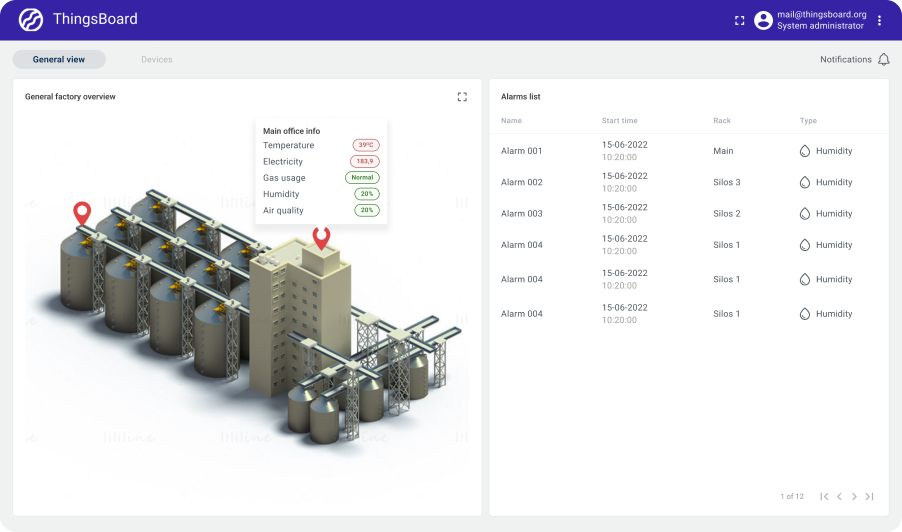 ThingsBoard
mail@thingsboard.org
System administrator
General view
Devices
Notifications
General factory overview
Main office info
Temperature 39°C
Electricity 183,9
Gas usage Normal
Humidity 20%
Air quality 20%
Alarms list
Name Start time Rack Type
Alarm 001 15-06-2022 10:20:00 Main Humidity
Alarm 002 15-06-2022 10:20:00 Silos 3 Humidity
Alarm 003 15-06-2022 10:20:00 Silos 2 Humidity
Alarm 004 15-06-2022 10:20:00 Silos 1 Humidity
Alarm 004 15-06-2022 10:20:00 Silos 1 Humidity
Alarm 004 15-06-2022 10:20:00 Silos 1 Humidity
1 of 12